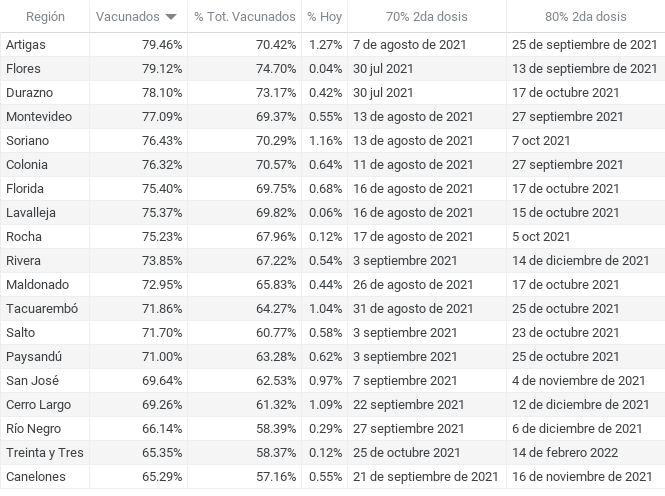 Región Vacunados % Tot. Vacunados % Hoy 70% 2da dosis 80% 2da dosis
Artigas 79.46% 70.42% 1.27% 7 de agosto de 2021 25 de septiembre de 2021
Flores 79.12% 74.70% 0.04% 30 jul 2021 13 de septiembre de 2021
Durazno 78.10% 73.17% 0.42% 30 jul 2021 17 de octubre 2021
Montevideo 77.09% 69.37% 0.55% 13 de agosto de 2021 27 septiembre 2021
Soriano 76.43% 70.29% 1.16% 13 de agosto de 2021 7 oct 2021
Colonia 76.32% 70.57% 0.64% 11 de agosto de 2021 27 septiembre 2021
Florida 75.40% 69.75% 0.68% 16 de agosto de 2021 17 de octubre 2021
Lavalleja 75.37% 69.82% 0.06% 16 de agosto de 2021 15 de octubre 2021
Rocha 75.23% 67.96% 0.12% 17 de agosto de 2021 5 oct 2021
Rivera 73.85% 67.22% 0.54% 3 septiembre 2021 14 de diciembre de 2021
Maldonado 72.95% 65.83% 0.44% 26 de agosto de 2021 17 de octubre 2021
Tacuarembó 71.86% 64.27% 1.04% 31 de agosto de 2021 25 de octubre 2021
Salto 71.70% 60.77% 0.58% 3 septiembre 2021 23 de octubre 2021
Paysandú 71.00% 63.28% 0.62% 3 septiembre 2021 25 de octubre 2021
San José 69.64% 62.53% 0.97% 7 septiembre 2021 4 de noviembre de 2021
Cerro Largo 69.26% 61.32% 1.09% 22 septiembre 2021 12 de diciembre de 2021
Río Negro 66.14% 58.39% 0.29% 27 septiembre 2021 6 de diciembre de 2021
Treinta y Tres 65.35% 58.37% 0.12% 25 de octubre 2021 14 de febrero 2022
Canelones 65.29% 57.16% 0.55% 21 de septiembre de 2021 16 de noviembre de 2021